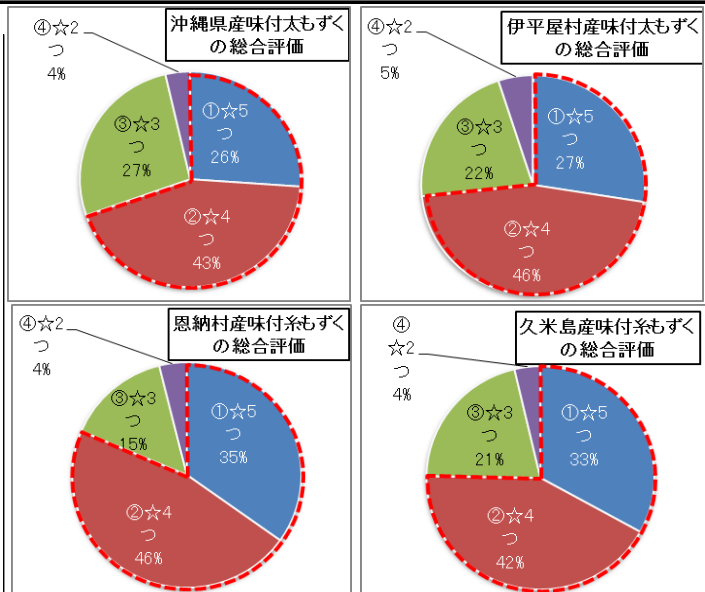 沖縄県産味付太もずく
の総合評価
④☆2
つ
4%
①☆5
つ
26%
②☆4
つ
43%
③☆3
つ
27%
伊平屋村産味付太もずく
の総合評価
④☆2
つ
5%
①☆5
つ
27%
②☆4
つ
46%
③☆3
つ
22%
恩納村産味付糸もずく
の総合評価
④☆2
つ
4%
①☆5
つ
35%
②☆4
つ
46%
③☆3
つ
15%
久米島産味付糸もずく
の総合評価
④
☆2
つ
4%
①☆5
つ
33%
②☆4
つ
42%
③☆3
つ
21%